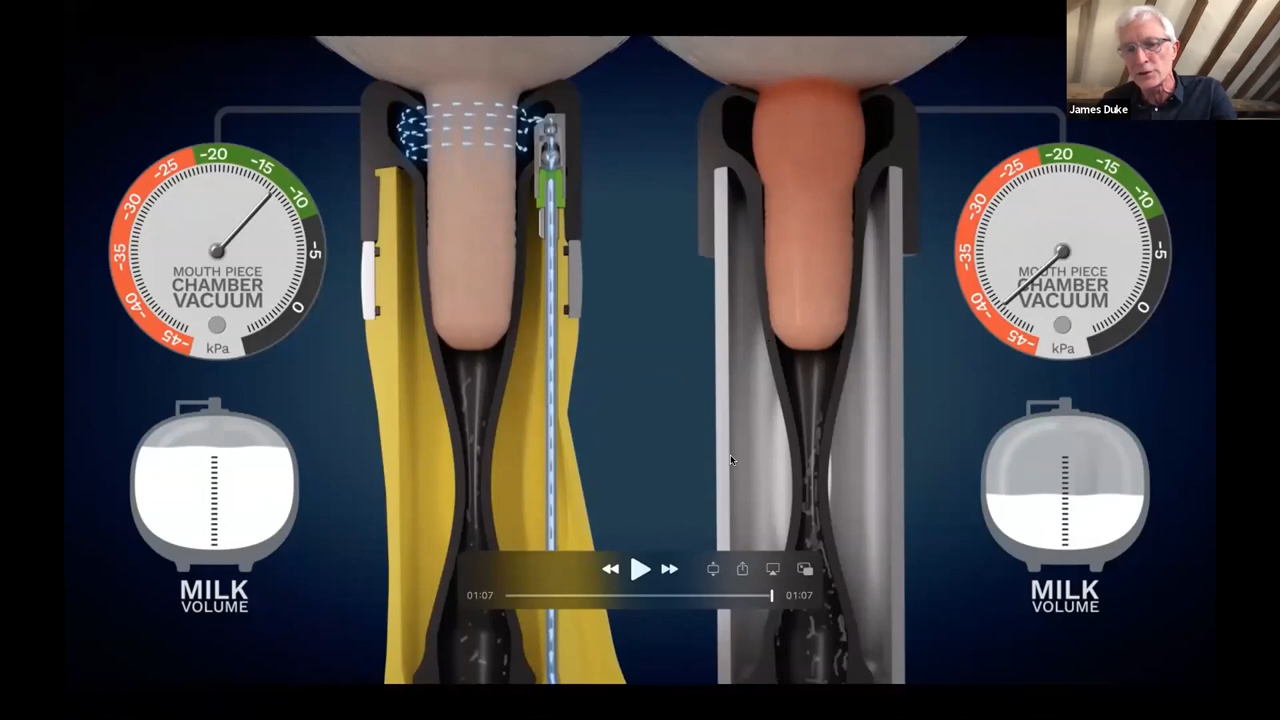 James Duke
-45
-40
-35
-30
-25
-20
-15
-10
-5
0
MOUTH PIECE
CHAMBER
VACUUM
kPa
MILK
VOLUME
-45
-40
-35
-30
-25
-20
-15
-10
-5
0
MOUTH PIECE
CHAMBER
VACUUM
kPa
MILK
VOLUME
01:07
01:07